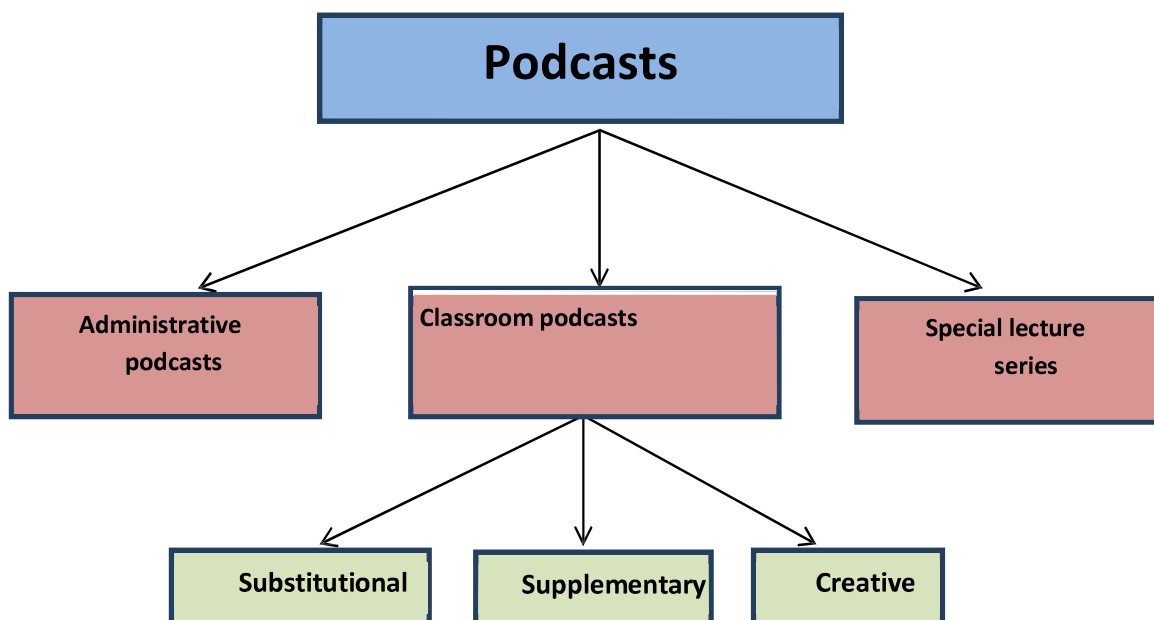 Podcasts
Administrative
podcasts
Classroom podcasts
Special lecture
series
Substitutional
Supplementary
Creative